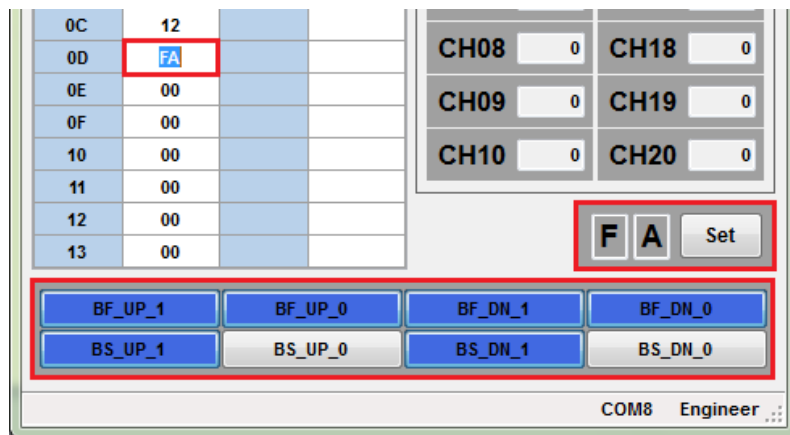 0C 12
0D FA
0E 00
0F 00
10 00
11 00
12 00
13 00
CH08 0 CH18 0
CH09 0 CH19 0
CH10 0 CH20 0
F A Set
BF_UP_1 BF_UP_0 BF_DN_1 BF_DN_0
BS_UP_1 BS_UP_0 BS_DN_1 BS_DN_0
COM8 Engineer